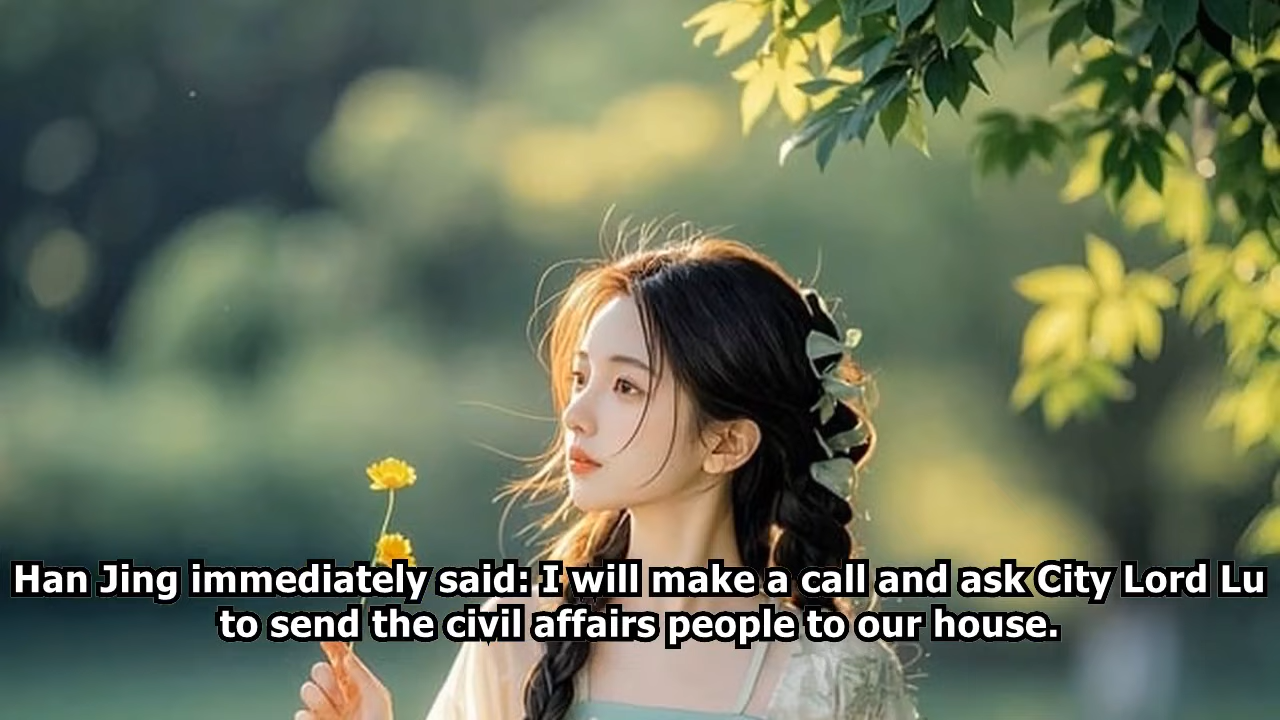 Han Jing immediately said: I will make a call and ask City Lord Lu
to send the civil affairs people to our house.